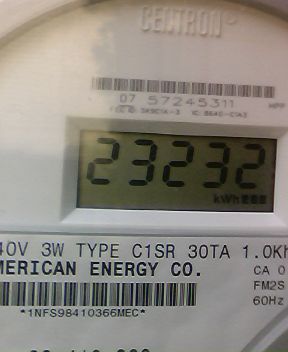 CENTRON®
07 57245311
23232
kWh
40V 3W TYPE C1SR 30TA 1.0Kh
MERICAN ENERGY CO.
CA 0
FM2S
60Hz
*1NFS98410366MEC*